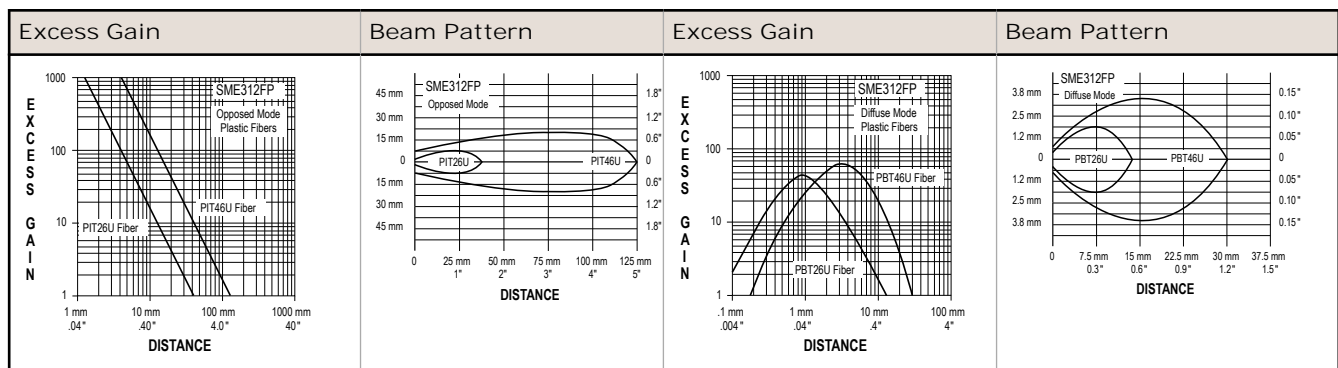 Excess Gain
Beam Pattern
Excess Gain
Beam Pattern
1000
100
10
1
E
X
C
E
S
S
G
A
I
N
SME312FP
Opposed Mode
Plastic Fibers
PIT46U Fiber
PIT26U Fiber
1 mm 10 mm 100 mm 1000 mm
.04" .40" 4.0" 40"
DISTANCE
45 mm
30 mm
15 mm
0
15 mm
30 mm
45 mm
SME312FP
Opposed Mode
PIT26U PIT46U
1.8"
1.2"
0.6"
0
0.6"
1.2"
1.8"
0 25 mm 50 mm 75 mm 100 mm 125 mm
1" 2" 3" 4" 5"
DISTANCE
1000
100
10
1
E
X
C
E
S
S
G
A
I
N
SME312FP
Diffuse Mode
Plastic Fibers
PBT46U Fiber
PBT26U Fiber
.1 mm 1 mm 10 mm 100 mm
.004" .04" .4" 4"
DISTANCE
3.8 mm
2.5 mm
1.2 mm
0
1.2 mm
2.5 mm
3.8 mm
SME312FP
Diffuse Mode
PBT26U PBT46U
0.15"
0.10"
0.05"
0
0.05"
0.10"
0.15"
0 7.5 mm 15 mm 22.5 mm 30 mm 37.5 mm
0.3" 0.6" 0.9" 1.2" 1.5"
DISTANCE